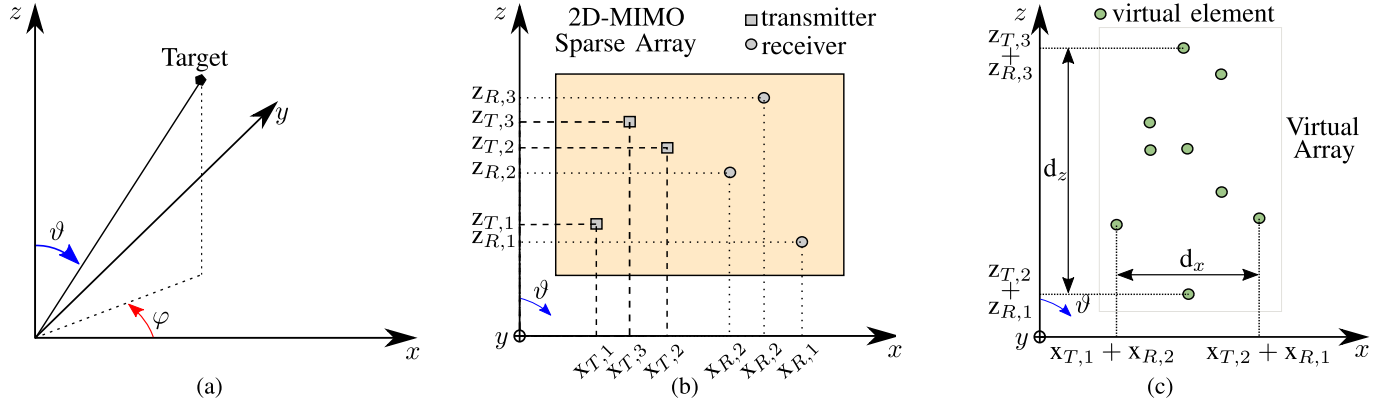 z
Target
y
ϑ
φ
x
(a)
z
2D-MIMO
Sparse Array
transmitter
receiver
z_{R,3}
z_{T,3}
z_{T,2}
z_{R,2}
z_{T,1}
z_{R,1}
ϑ
y
x
x_{T,1}
x_{T,3}
x_{T,2}
x_{R,2}
x_{R,2}
x_{R,1}
(b)
z
virtual element
z_{T,3}
+
z_{R,3}
Virtual
Array
d_z
d_x
z_{T,2}
+
z_{R,1}
ϑ
y
x
x_{T,1} + x_{R,2}
x_{T,2} + x_{R,1}
(c)